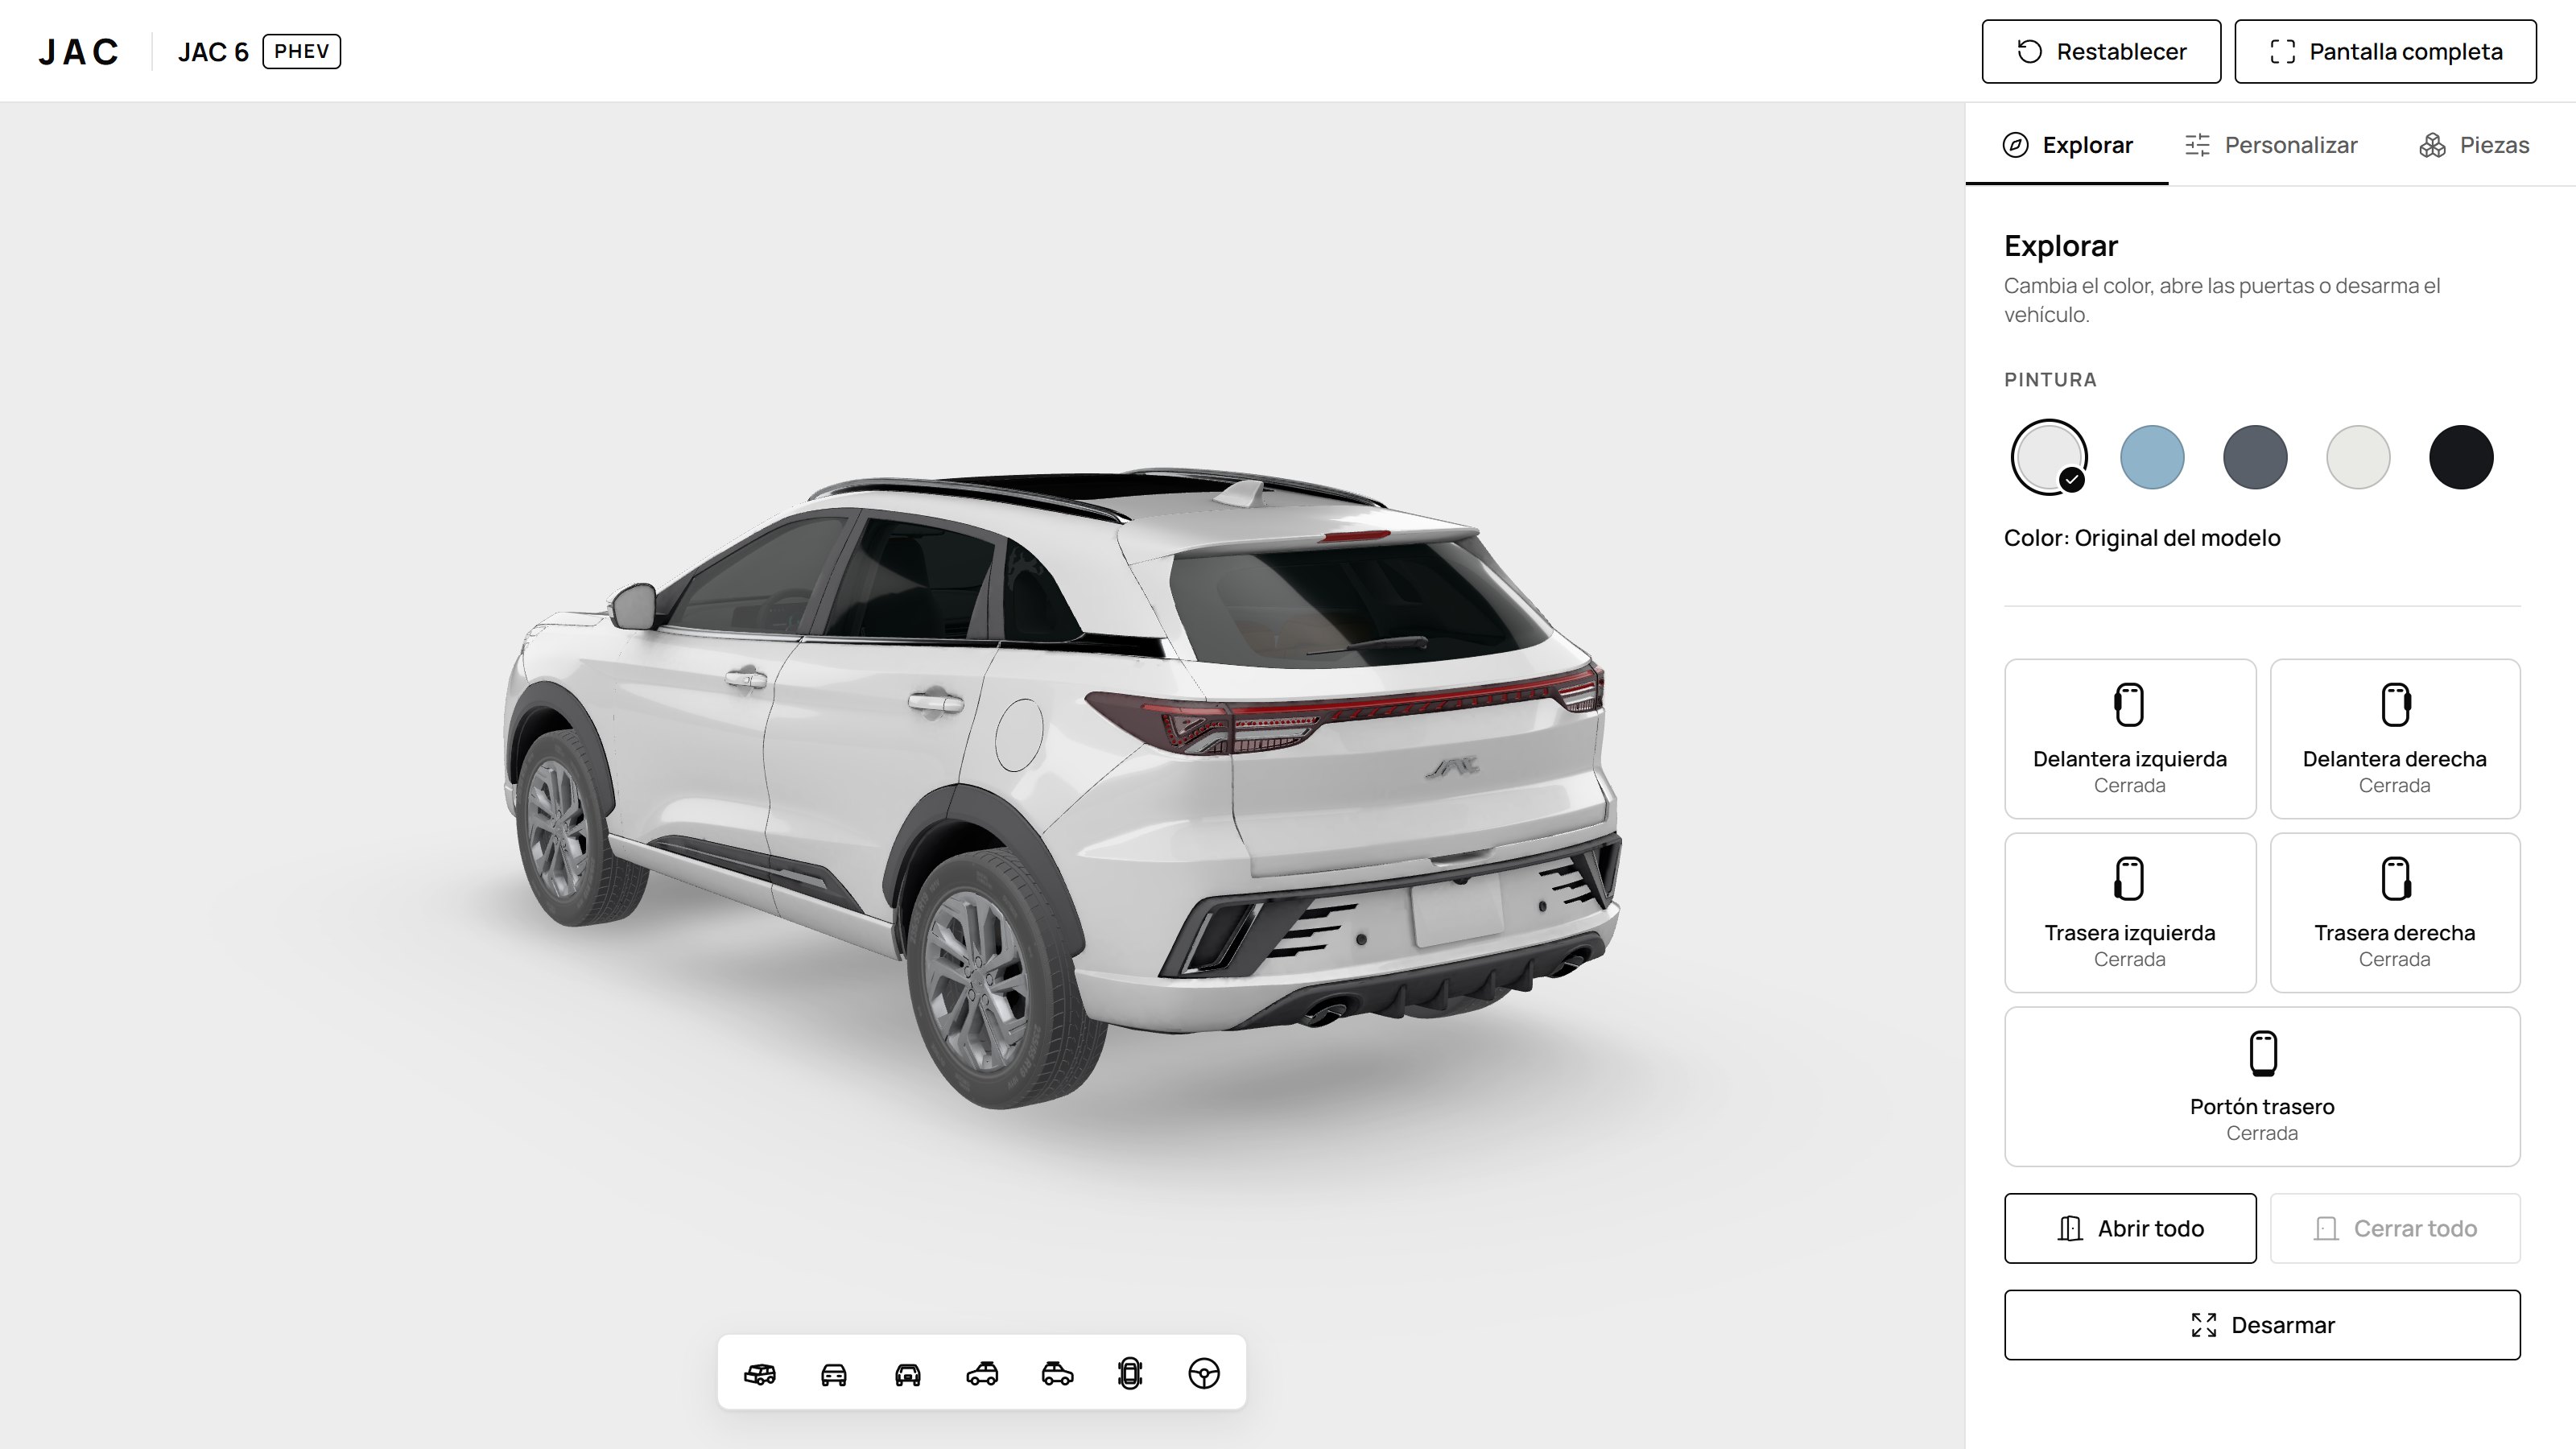 JAC
JAC 6
PHEV
Restablecer
Pantalla completa
Explorar
Personalizar
Piezas
Explorar
Cambia el color, abre las puertas o desarma el
vehículo.
PINTURA
Color: Original del modelo
Delantera izquierda
Cerrada
Delantera derecha
Cerrada
Trasera izquierda
Cerrada
Trasera derecha
Cerrada
Portón trasero
Cerrada
Abrir todo
Cerrar todo
Desarmar
JAC